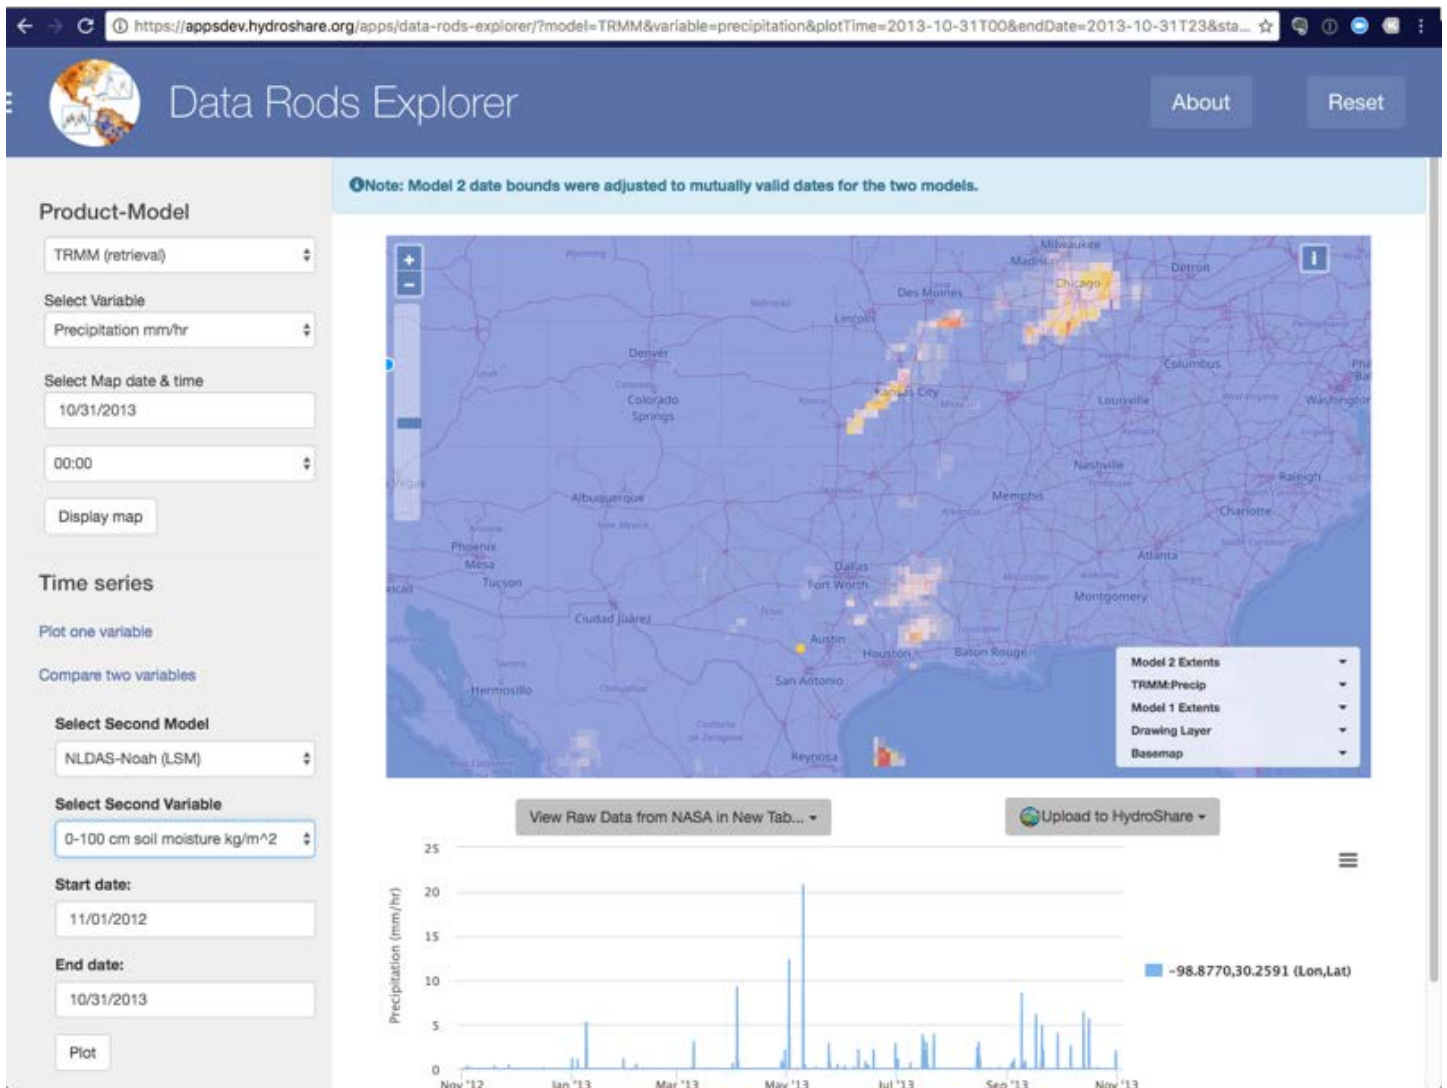 https://appsdev.hydroshare.org/apps/data-rods-explorer/?model=TRMM&variable=precipitation&plotTime=2013-10-31T00&endDate=2013-10-31T23&sta...
Data Rods Explorer
About
Reset
Note: Model 2 date bounds were adjusted to mutually valid dates for the two models.
Product-Model
TRMM (retrieval)
Select Variable
Precipitation mm/hr
Select Map date & time
10/31/2013
00:00
Display map
Time series
Plot one variable
Compare two variables
Select Second Model
NLDAS-Noah (LSM)
Select Second Variable
0-100 cm soil moisture kg/m^2
Start date:
11/01/2012
End date:
10/31/2013
Plot
+
-
i
Milwaukee
Detroit
Chicago
Des Moines
Lincoln
Wyoming
Nebraska
Denver
Utah
Colorado
Colorado
Springs
Columbus
Louisville
Washington
Nashville
Raleigh
Memphis
Charlotte
Albuquerque
New Mexico
Phoenix
Mesa
Tucson
Atlanta
Dallas
Fort Worth
Montgomery
Ciudad Juárez
Texas
Austin
Houston
Baton Rouge
San Antonio
Hermosillo
Chihuahua
Reynosa
Model 2 Extents
TRMM:Precip
Model 1 Extents
Drawing Layer
Basemap
View Raw Data from NASA in New Tab...
Upload to HydroShare
25
20
15
10
5
0
Precipitation (mm/hr)
-98.8770,30.2591 (Lon,Lat)
Nov '12
Jan '13
Mar '13
May '13
Jul '13
Sep '13
Nov '13